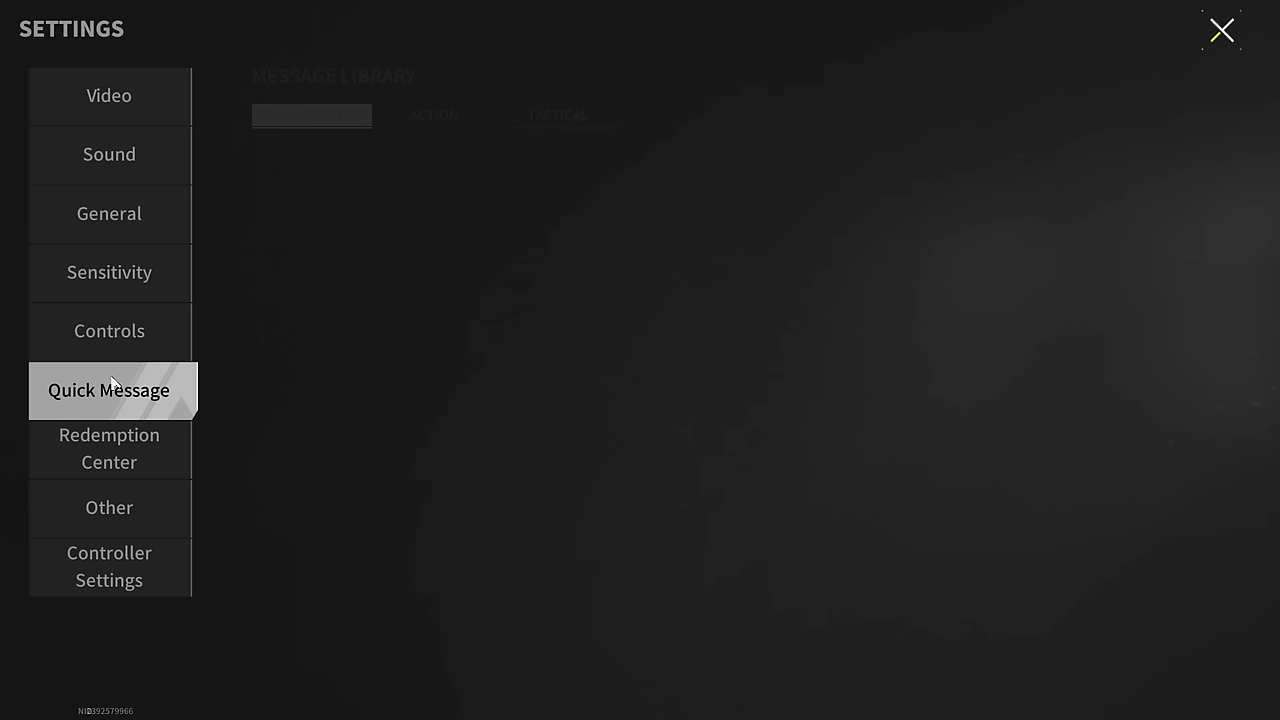 SETTINGS
Video
Sound
General
Sensitivity
Controls
Quick Message
Redemption
Center
Other
Controller
Settings
MESSAGE LIBRARY
ACTION
TACTICAL